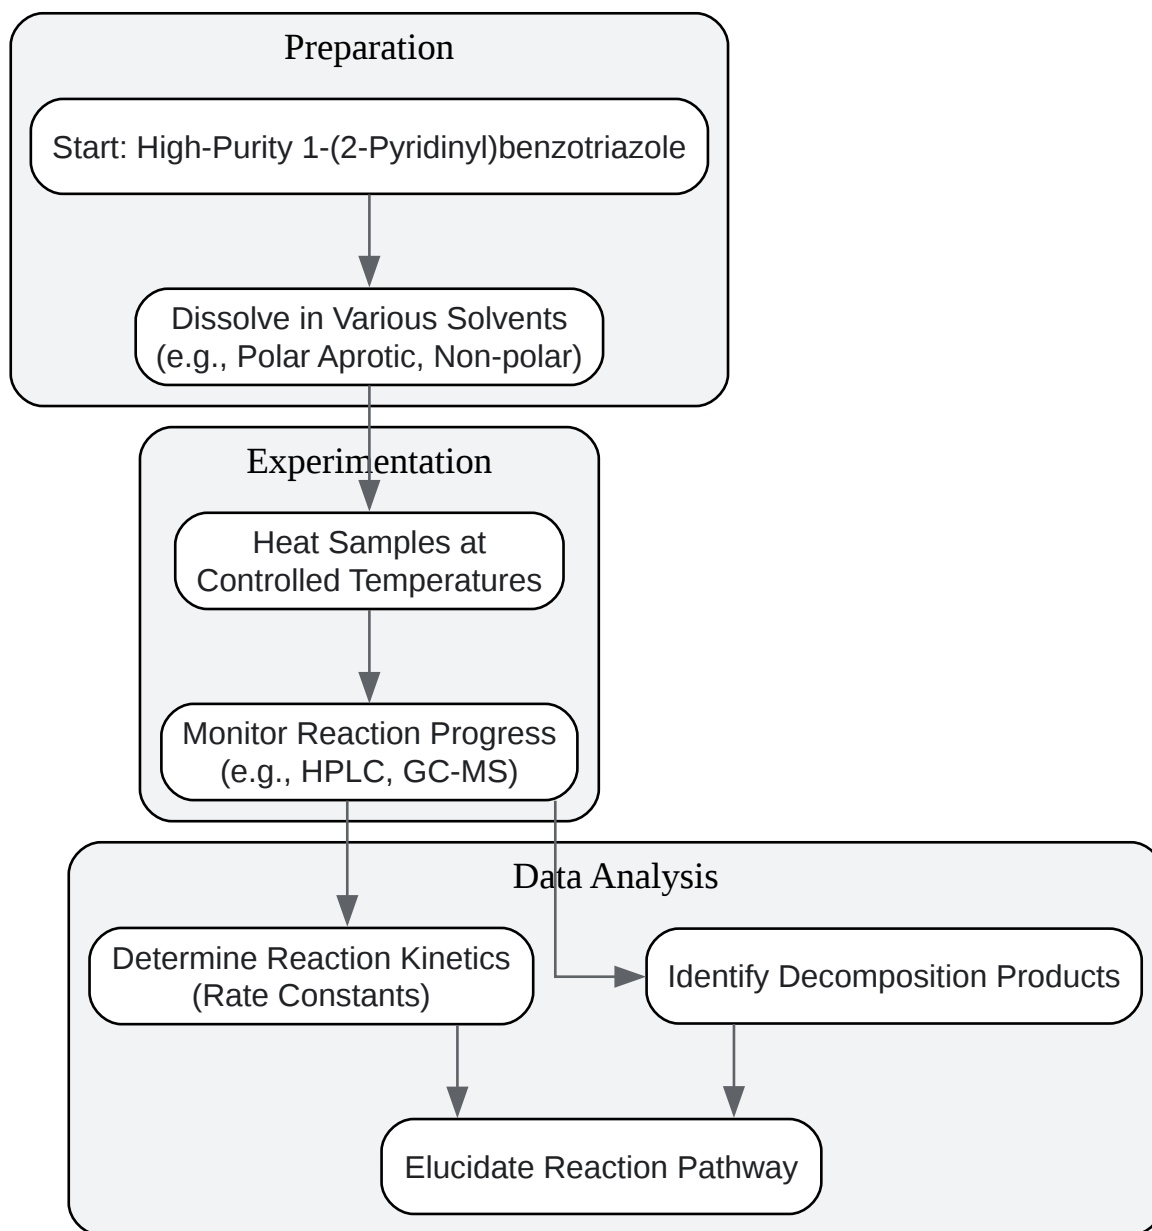 Preparation
Start: High-Purity 1-(2-Pyridinyl)benzotriazole
Dissolve in Various Solvents
(e.g., Polar Aprotic, Non-polar)
Experimentation
Heat Samples at
Controlled Temperatures
Monitor Reaction Progress
(e.g., HPLC, GC-MS)
Data Analysis
Determine Reaction Kinetics
(Rate Constants)
Identify Decomposition Products
Elucidate Reaction Pathway